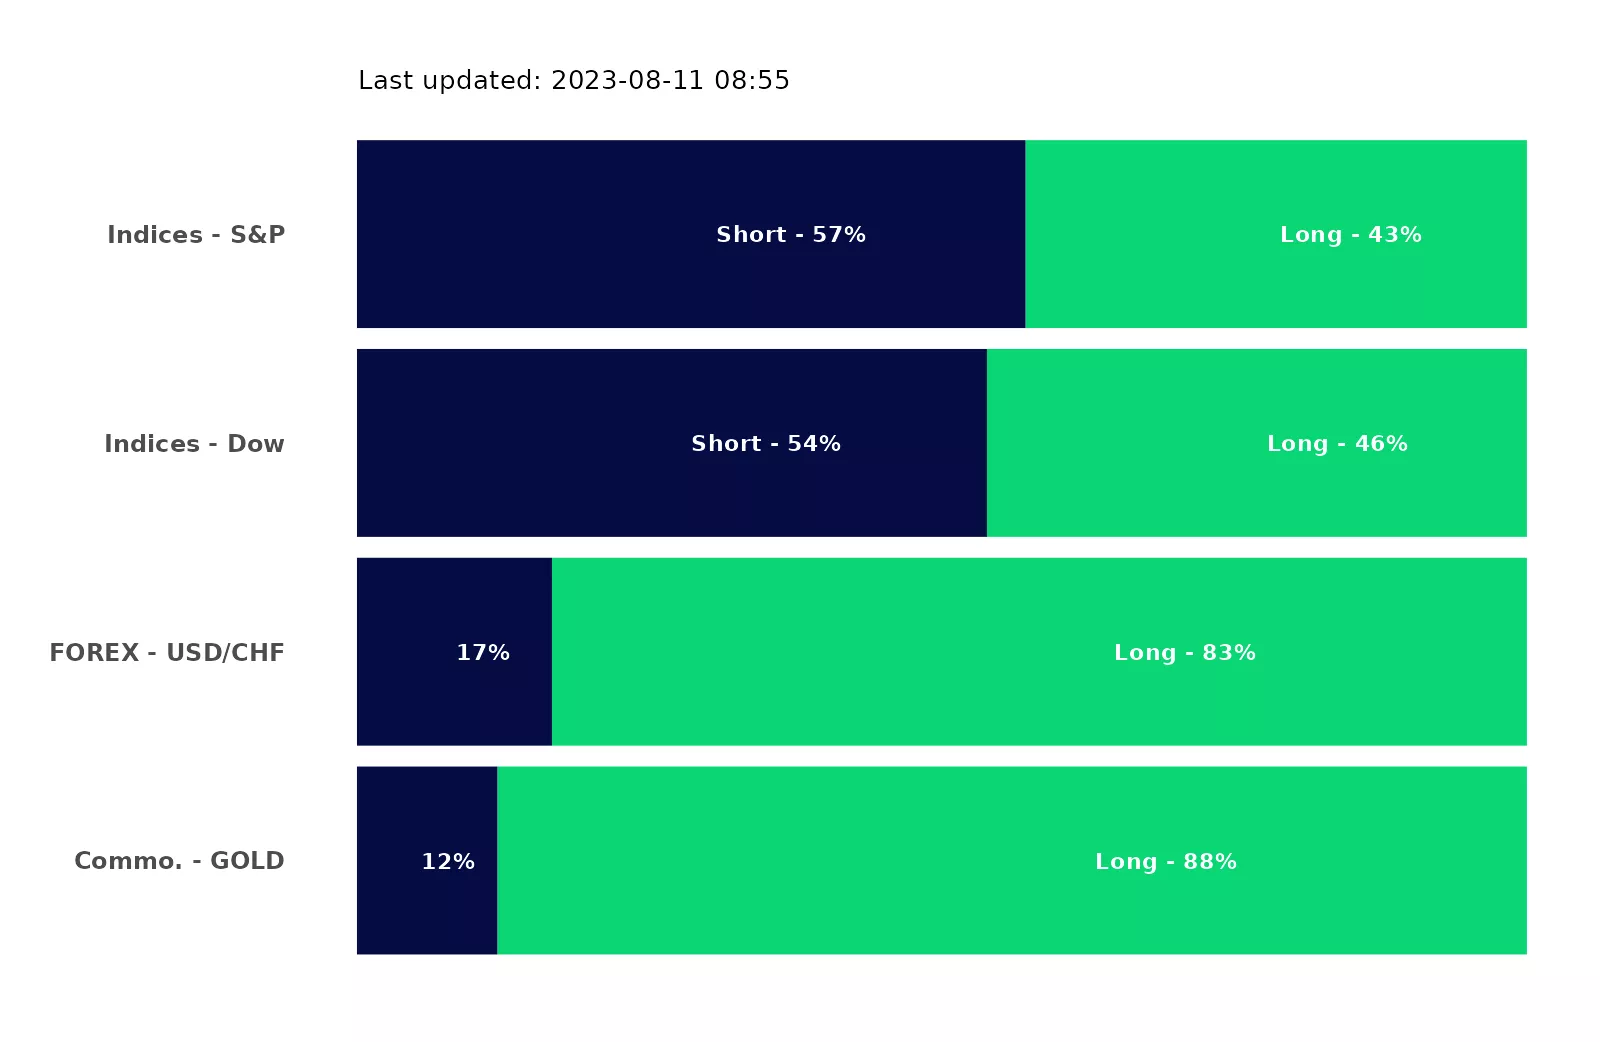 Last updated: 2023-08-11 08:55
Indices - S&P Short - 57% Long - 43%
Indices - Dow Short - 54% Long - 46%
FOREX - USD/CHF 17% Long - 83%
Commo. - GOLD 12% Long - 88%